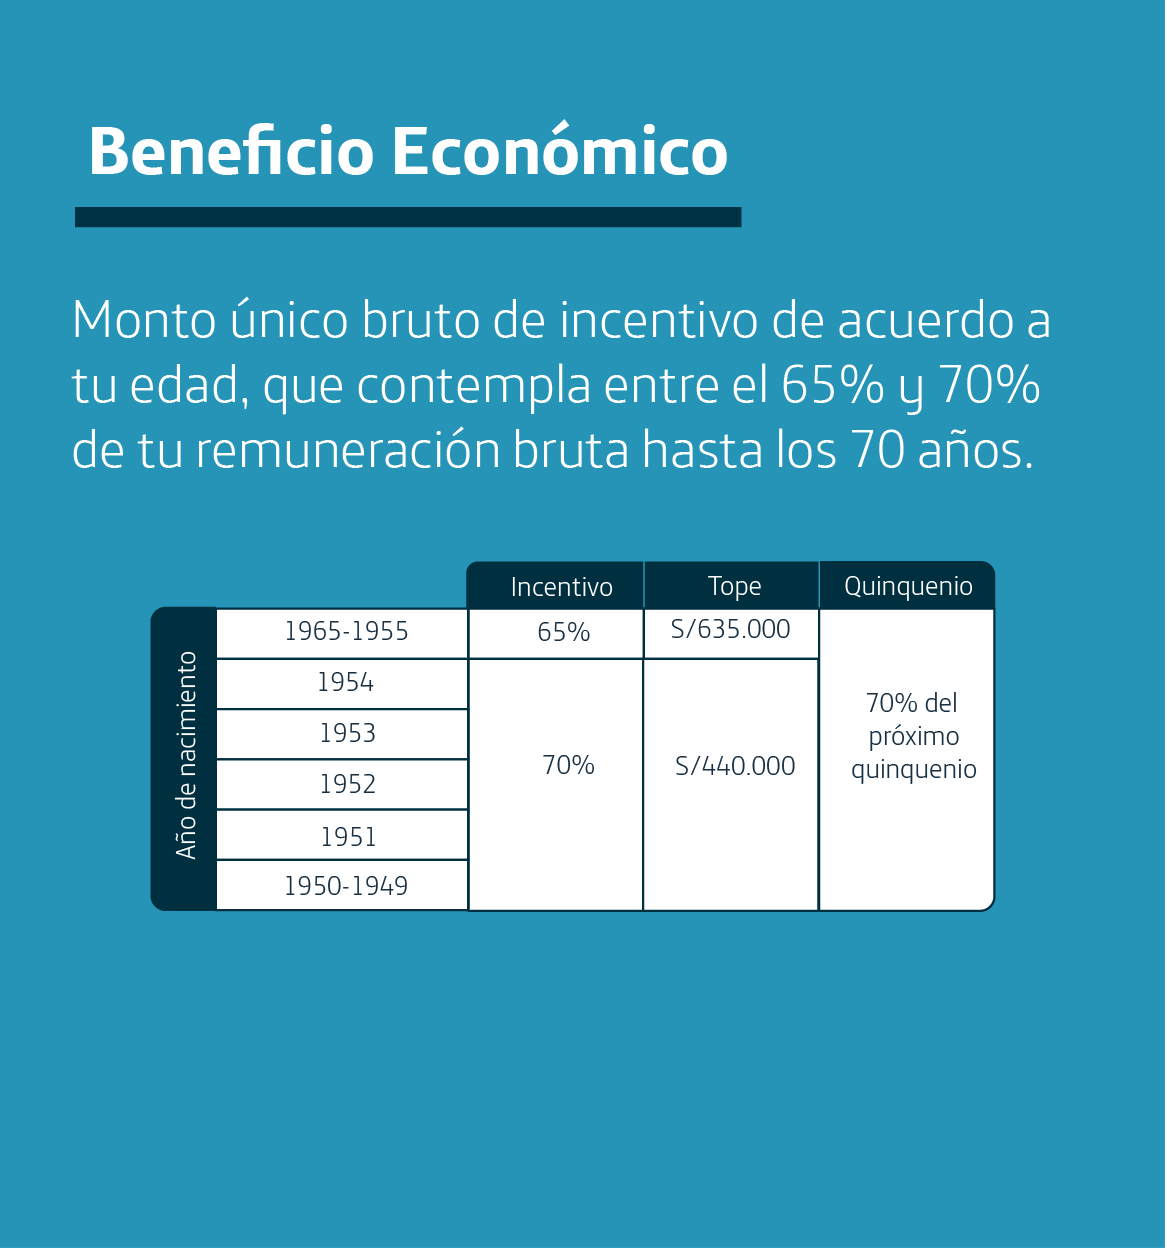 Beneficio Económico
Monto único bruto de incentivo de acuerdo a
tu edad, que contempla entre el 65% y 70%
de tu remuneración bruta hasta los 70 años.
Incentivo Tope Quinquenio
Año de nacimiento
1965-1955 65% S/635.000
1954
1953
1952
1951
1950-1949
70%
S/440.000
70% del
próximo
quinquenio